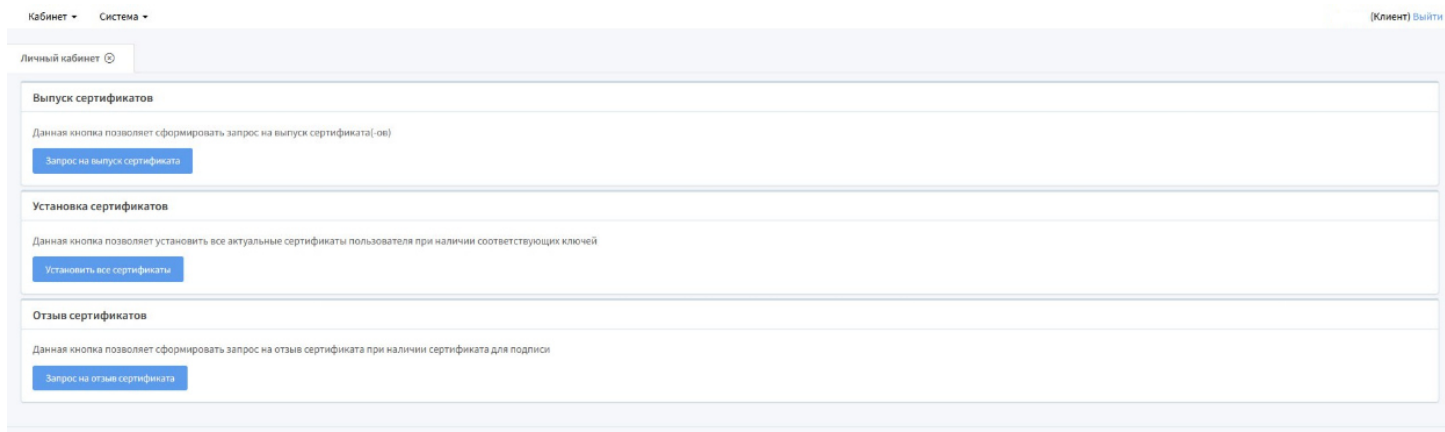 Кабинет Система (Клиент) Выйти
Личный кабинет
Выпуск сертификатов
Данная кнопка позволяет сформировать запрос на выпуск сертификата(-ов)
Запрос на выпуск сертификата
Установка сертификатов
Данная кнопка позволяет установить все актуальные сертификаты пользователя при наличии соответствующих ключей
Установить все сертификаты
Отзыв сертификатов
Данная кнопка позволяет сформировать запрос на отзыв сертификата при наличии сертификата для подписи
Запрос на отзыв сертификата